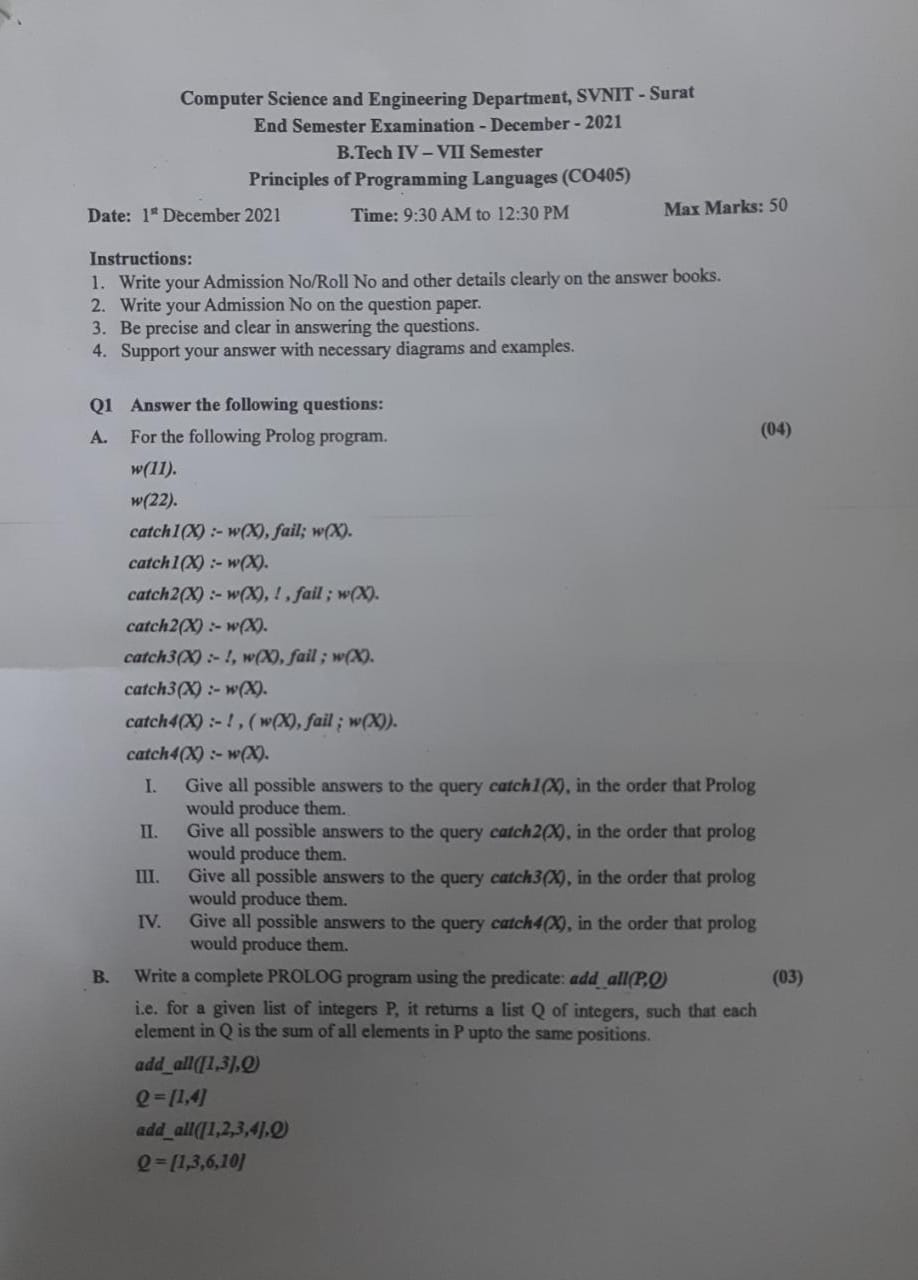 Computer Science and Engineering Department, SVNIT - Surat
End Semester Examination - December - 2021
B.Tech IV – VII Semester
Principles of Programming Languages (CO405)
Date: 1st December 2021 Time: 9:30 AM to 12:30 PM Max Marks: 50
Instructions:
1. Write your Admission No/Roll No and other details clearly on the answer books.
2. Write your Admission No on the question paper.
3. Be precise and clear in answering the questions.
4. Support your answer with necessary diagrams and examples.
Q1 Answer the following questions:
A. For the following Prolog program. (04)
w(11).
w(22).
catch1(X) :- w(X), fail; w(X).
catch1(X) :- w(X).
catch2(X) :- w(X), ! , fail ; w(X).
catch2(X) :- w(X).
catch3(X) :- !, w(X), fail ; w(X).
catch3(X) :- w(X).
catch4(X) :- ! , ( w(X), fail ; w(X)).
catch4(X) :- w(X).
I. Give all possible answers to the query catch1(X), in the order that Prolog
would produce them.
II. Give all possible answers to the query catch2(X), in the order that prolog
would produce them.
III. Give all possible answers to the query catch3(X), in the order that prolog
would produce them.
IV. Give all possible answers to the query catch4(X), in the order that prolog
would produce them.
B. Write a complete PROLOG program using the predicate: add_all(P,Q) (03)
i.e. for a given list of integers P, it returns a list Q of integers, such that each
element in Q is the sum of all elements in P upto the same positions.
add_all([1,3],Q)
Q = [1,4]
add_all([1,2,3,4],Q)
Q = [1,3,6,10]